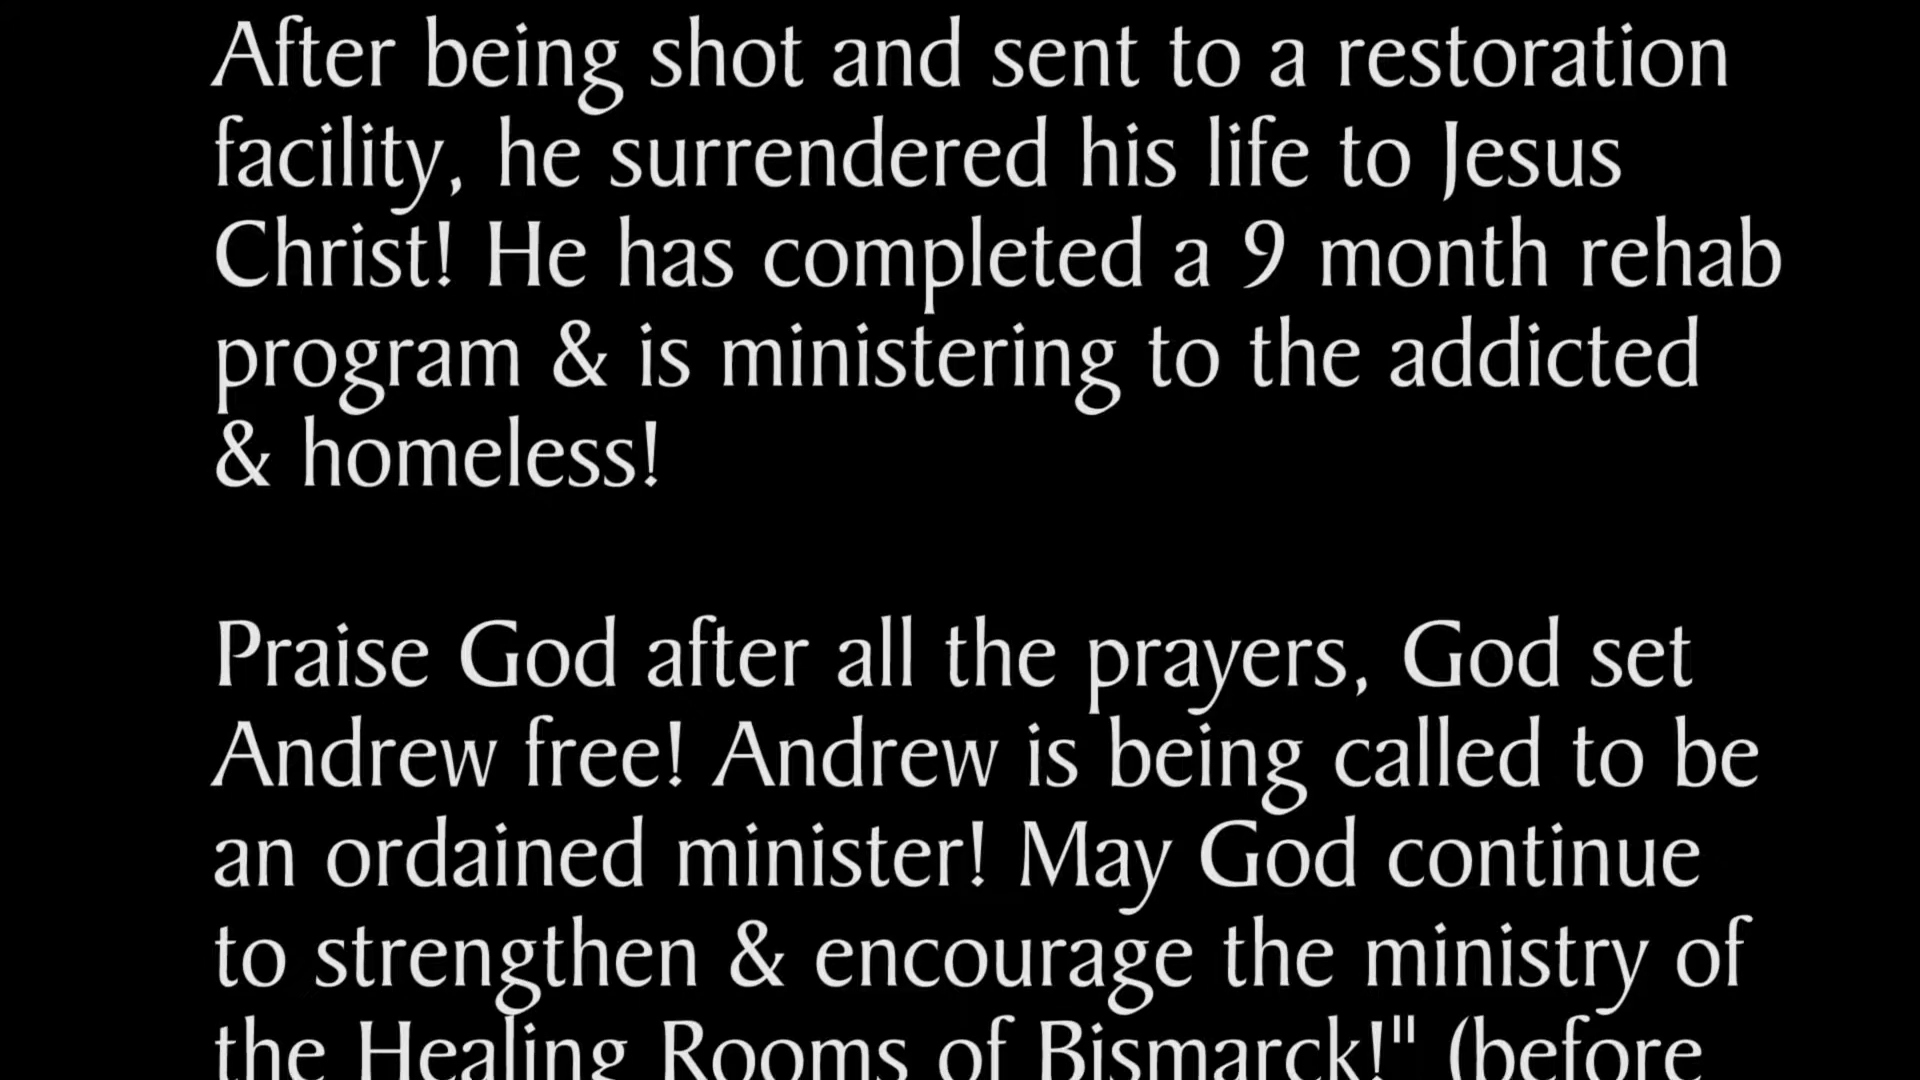 After being shot and sent to a restoration
facility, he surrendered his life to Jesus
Christ! He has completed a 9 month rehab
program & is ministering to the addicted
& homeless!
Praise God after all the prayers, God set
Andrew free! Andrew is being called to be
an ordained minister! May God continue
to strengthen & encourage the ministry of
the Healing Rooms of Bismarck!" (before